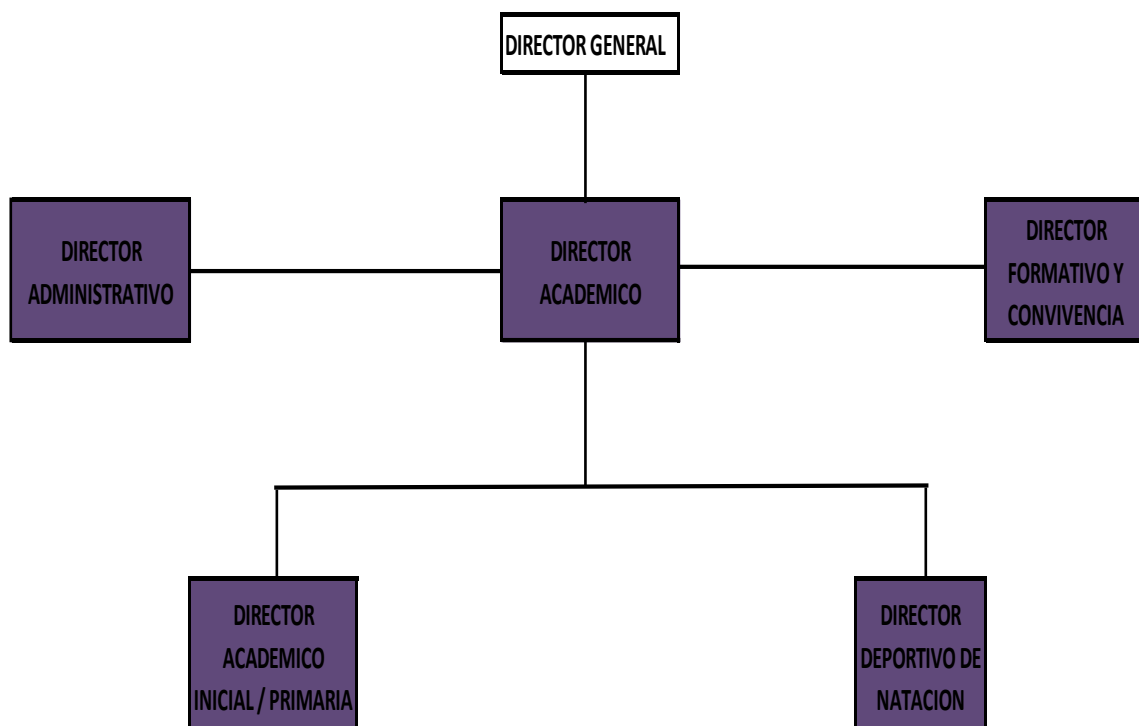 DIRECTOR GENERAL
DIRECTOR
ADMINISTRATIVO
DIRECTOR
ACADEMICO
DIRECTOR
FORMATIVO Y
CONVIVENCIA
DIRECTOR
ACADEMICO
INICIAL / PRIMARIA
DIRECTOR
DEPORTIVO DE
NATACION